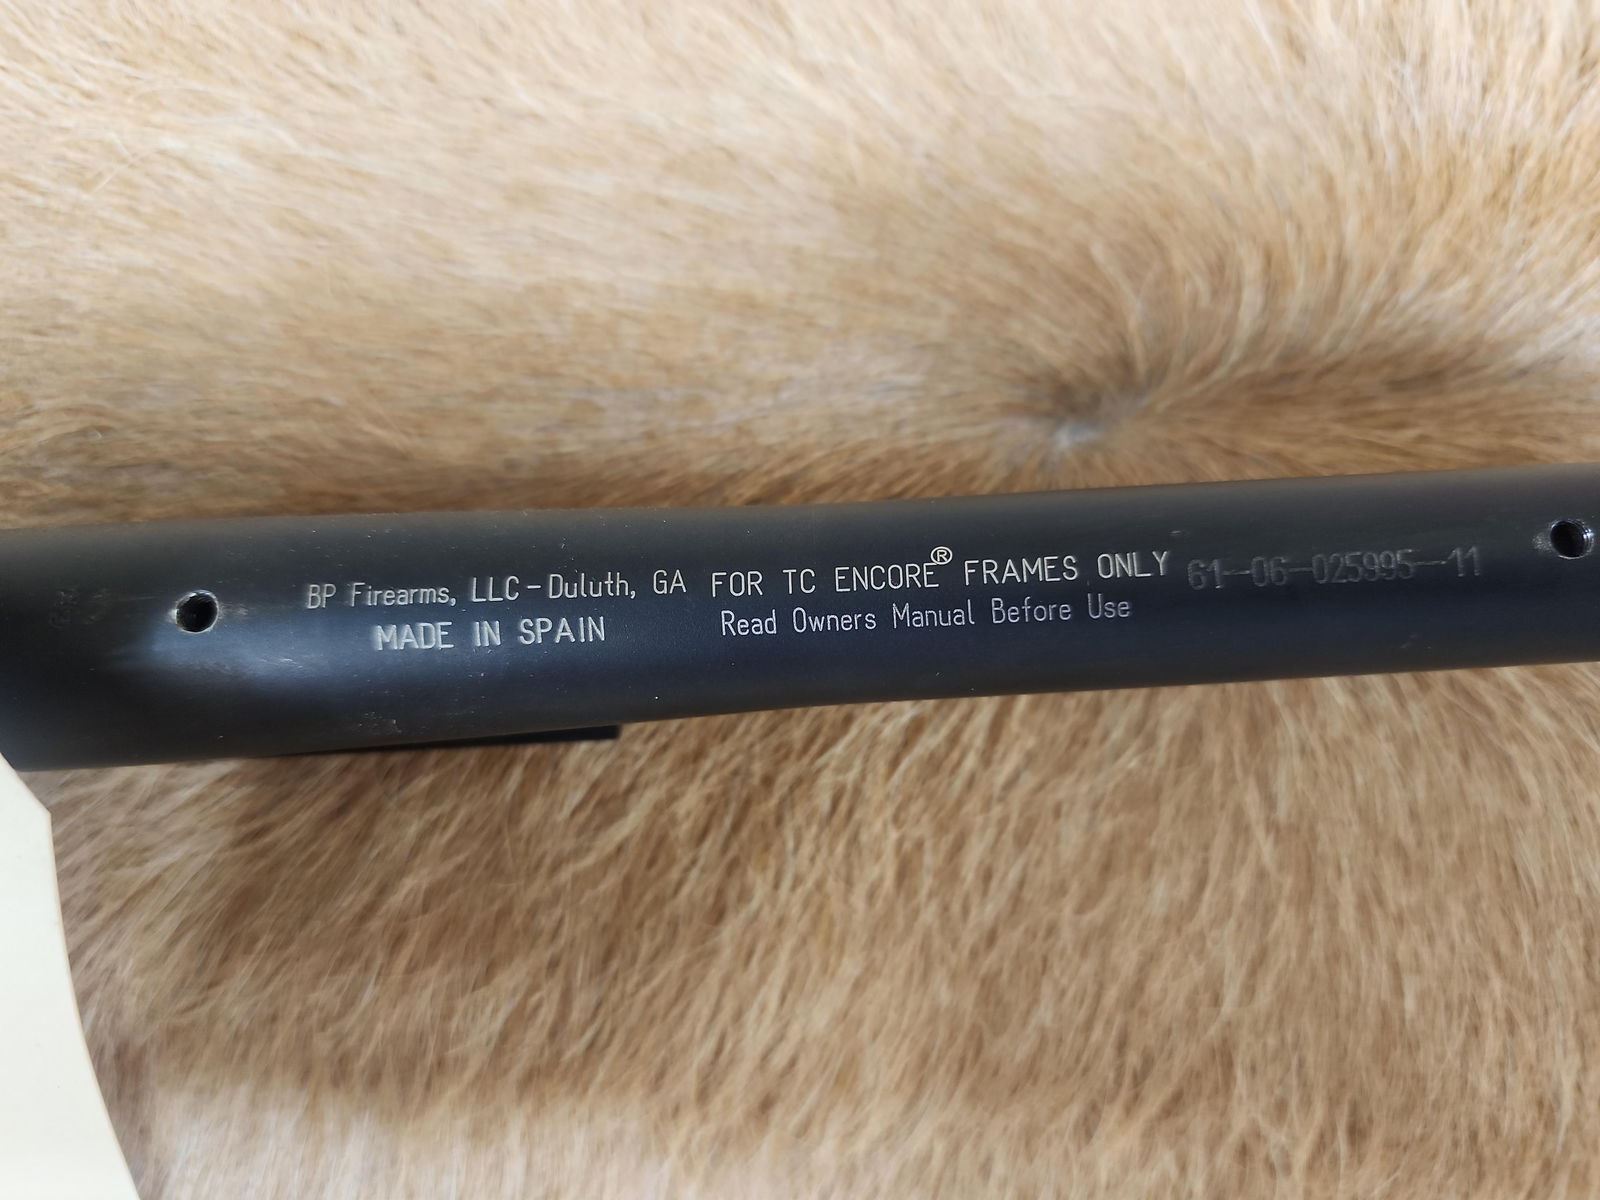 BP Firearms, LLC - Duluth, GA FOR TC ENCORE® FRAMES ONLY 61-06-025995-11
MADE IN SPAIN Read Owners Manual Before Use